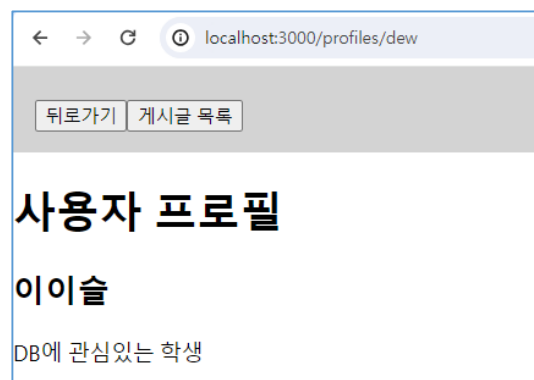 localhost:3000/profiles/dew
뒤로가기 게시글 목록
사용자 프로필
이이슬
DB에 관심있는 학생